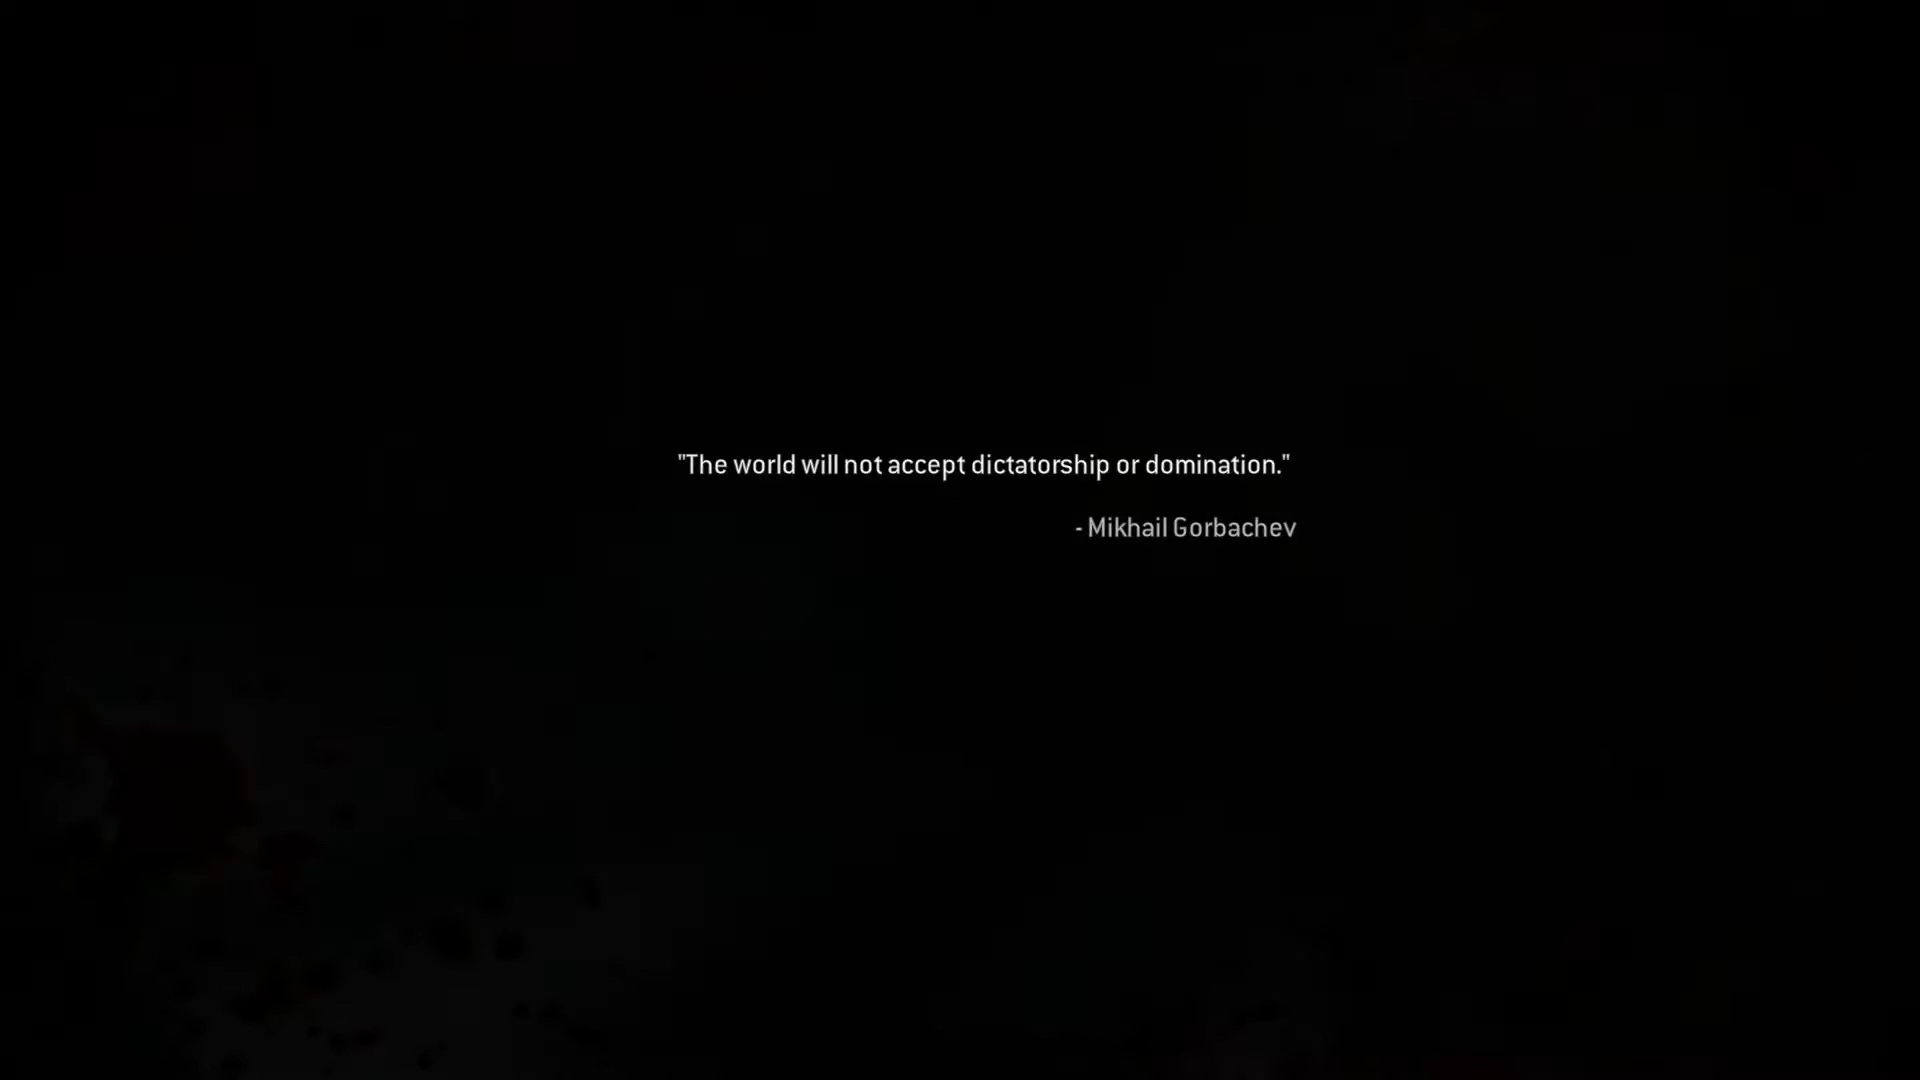 "The world will not accept dictatorship or domination."
- Mikhail Gorbachev